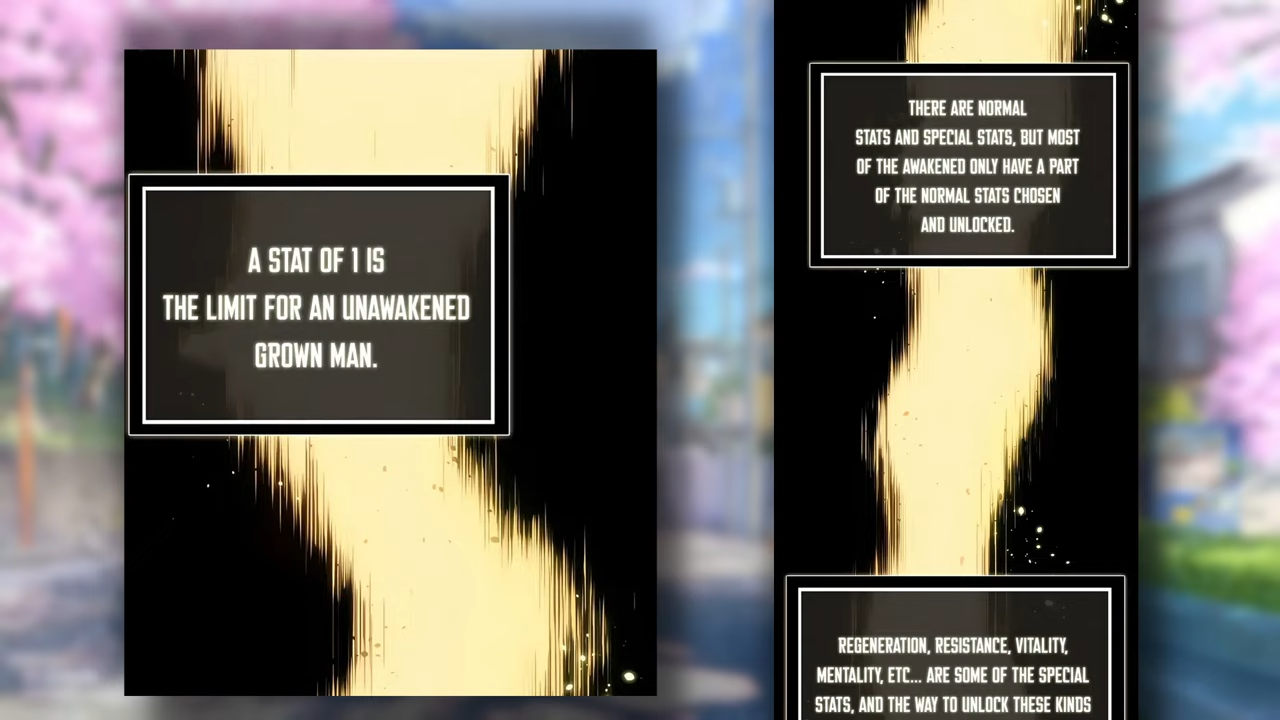 A STAT OF 1 IS
THE LIMIT FOR AN UNAWAKENED
GROWN MAN.
THERE ARE NORMAL
STATS AND SPECIAL STATS, BUT MOST
OF THE AWAKENED ONLY HAVE A PART
OF THE NORMAL STATS CHOSEN
AND UNLOCKED.
REGENERATION, RESISTANCE, VITALITY,
MENTALITY, ETC... ARE SOME OF THE SPECIAL
STATS, AND THE WAY TO UNLOCK THESE KINDS